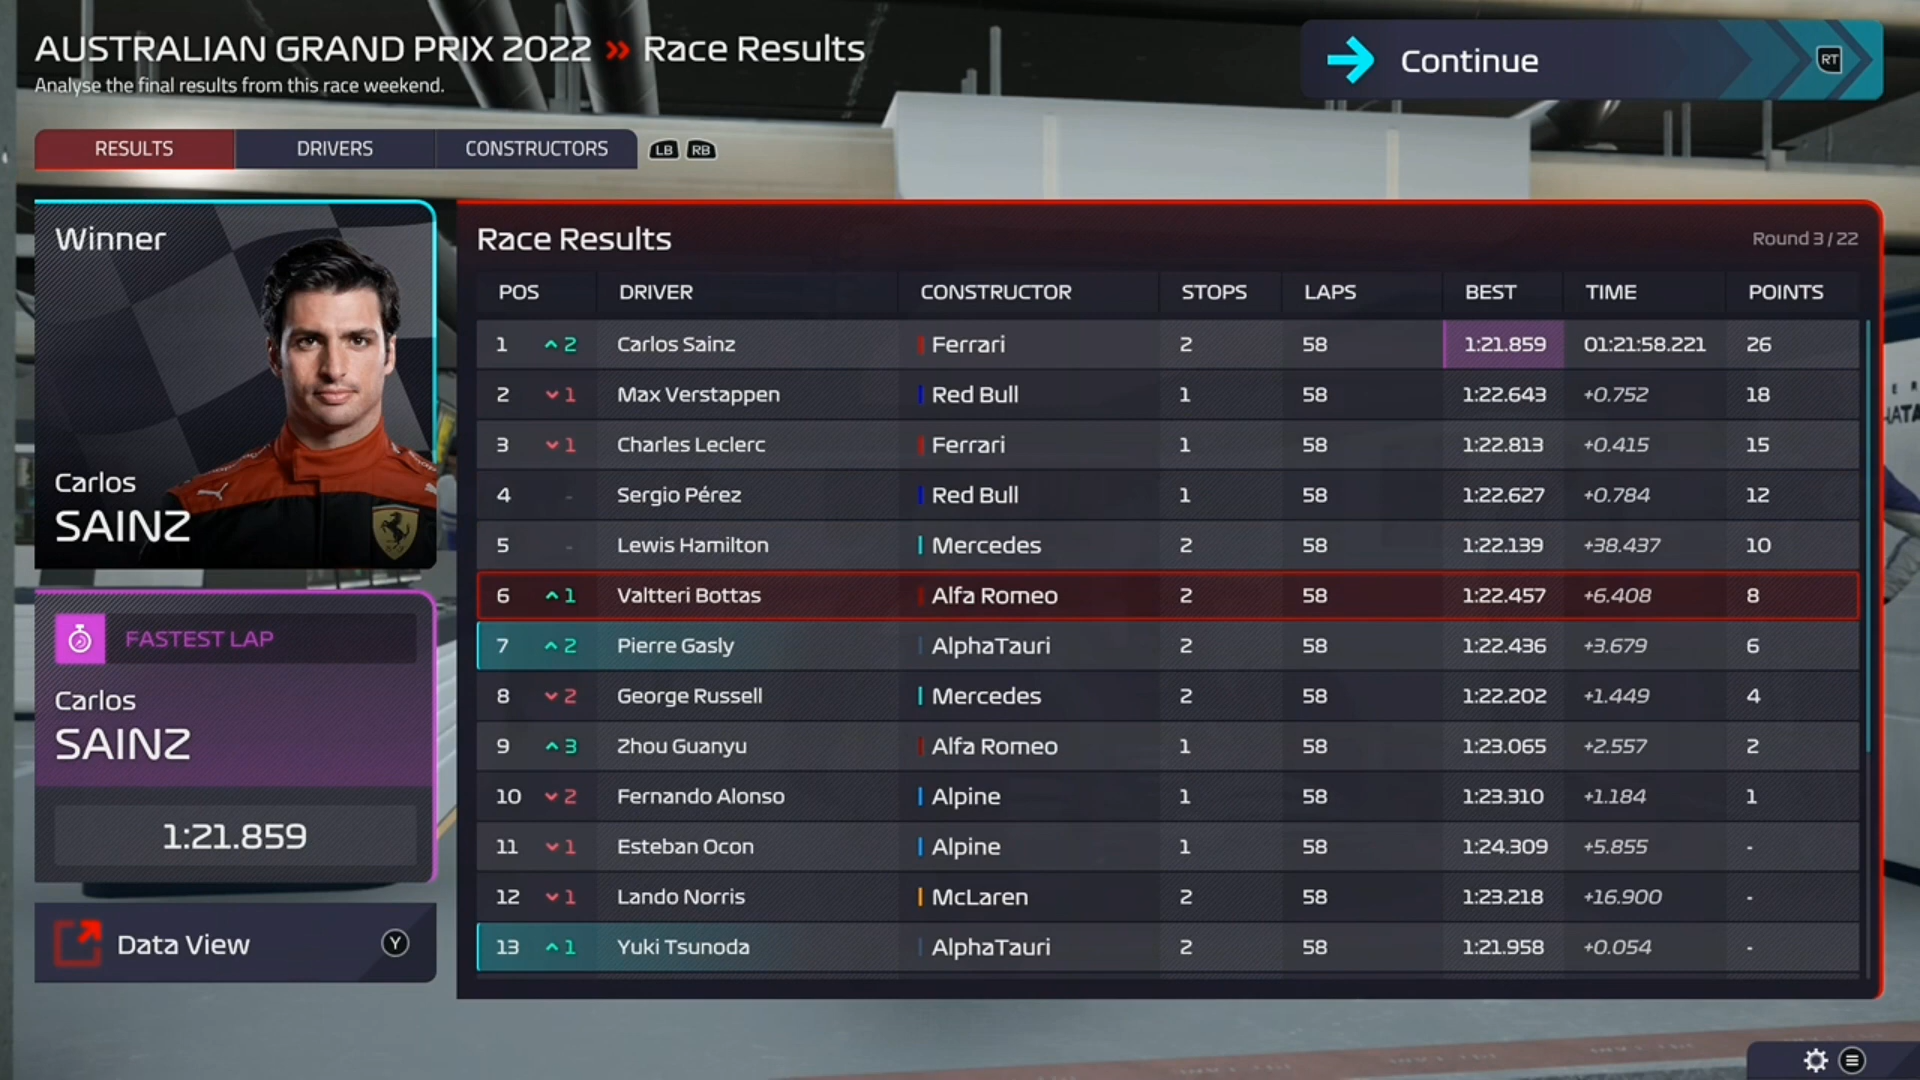 AUSTRALIAN GRAND PRIX 2022 » Race Results
Analyse the final results from this race weekend.
Continue RT
RESULTS DRIVERS CONSTRUCTORS LB RB
Winner
Carlos
SAINZ
FASTEST LAP
Carlos
SAINZ
1:21.859
Data View Y
Race Results Round 3 / 22
POS DRIVER CONSTRUCTOR STOPS LAPS BEST TIME POINTS
1 2 Carlos Sainz Ferrari 2 58 1:21.859 01:21:58.221 26
2 1 Max Verstappen Red Bull 1 58 1:22.643 +0.752 18
3 1 Charles Leclerc Ferrari 1 58 1:22.813 +0.415 15
4 - Sergio Pérez Red Bull 1 58 1:22.627 +0.784 12
5 - Lewis Hamilton Mercedes 2 58 1:22.139 +38.437 10
6 1 Valtteri Bottas Alfa Romeo 2 58 1:22.457 +6.408 8
7 2 Pierre Gasly AlphaTauri 2 58 1:22.436 +3.679 6
8 2 George Russell Mercedes 2 58 1:22.202 +1.449 4
9 3 Zhou Guanyu Alfa Romeo 1 58 1:23.065 +2.557 2
10 2 Fernando Alonso Alpine 1 58 1:23.310 +1.184 1
11 1 Esteban Ocon Alpine 1 58 1:24.309 +5.855 -
12 1 Lando Norris McLaren 2 58 1:23.218 +16.900 -
13 1 Yuki Tsunoda AlphaTauri 2 58 1:21.958 +0.054 -